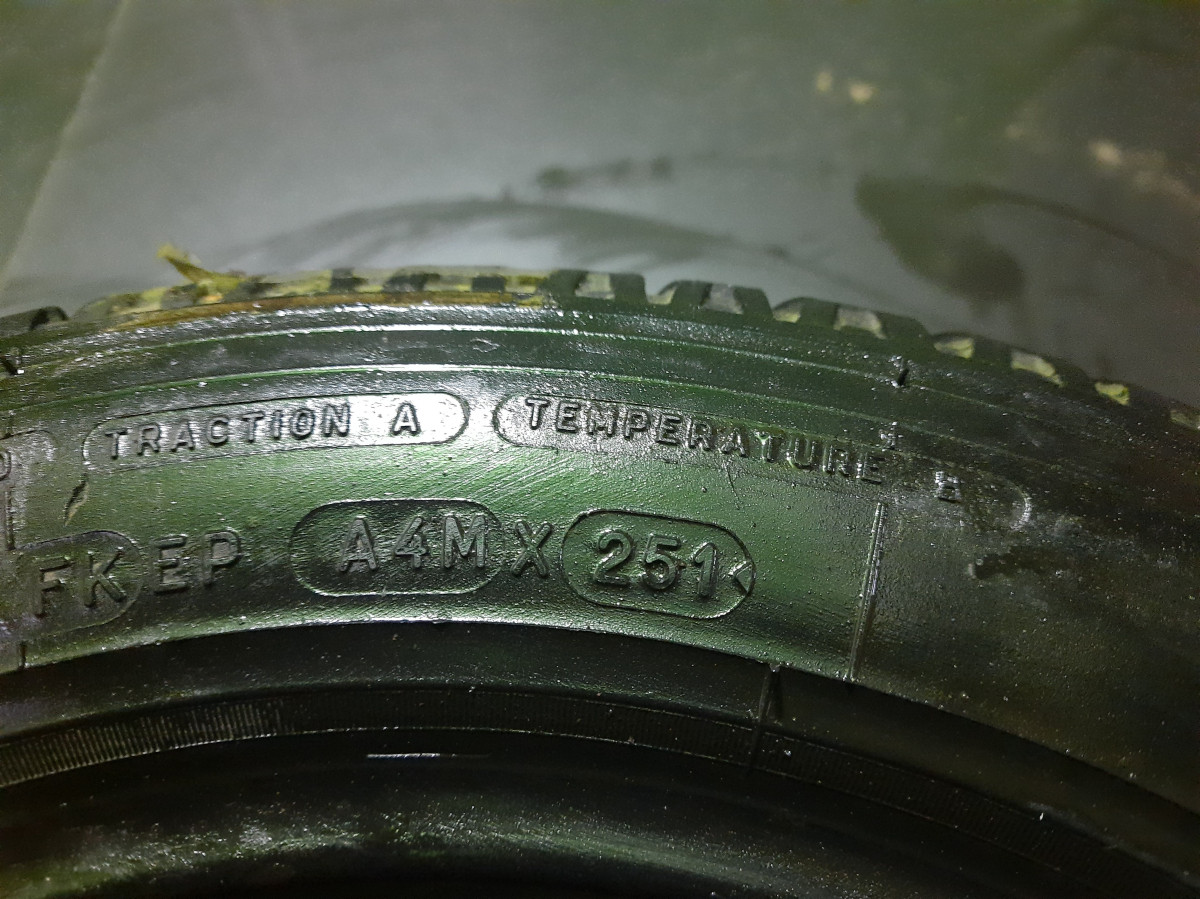 TRACTION A TEMPERATURE B
FK EP A4M X 251